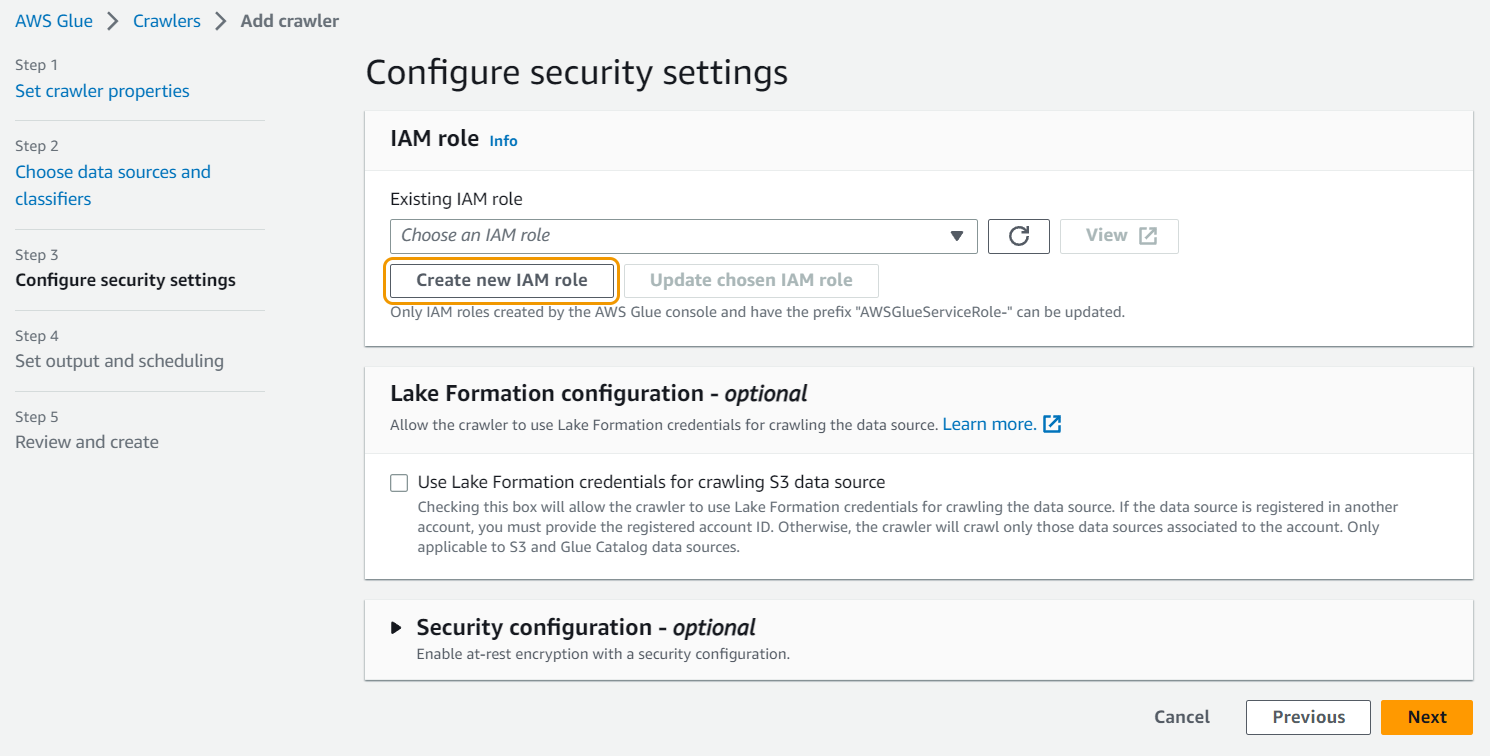 AWS Glue > Crawlers > Add crawler
Step 1
Set crawler properties
Step 2
Choose data sources and
classifiers
Step 3
Configure security settings
Step 4
Set output and scheduling
Step 5
Review and create
Configure security settings
IAM role Info
Existing IAM role
Choose an IAM role
View
Create new IAM role Update chosen IAM role
Only IAM roles created by the AWS Glue console and have the prefix "AWSGlueServiceRole-" can be updated.
Lake Formation configuration - optional
Allow the crawler to use Lake Formation credentials for crawling the data source. Learn more.
Use Lake Formation credentials for crawling S3 data source
Checking this box will allow the crawler to use Lake Formation credentials for crawling the data source. If the data source is registered in another
account, you must provide the registered account ID. Otherwise, the crawler will crawl only those data sources associated to the account. Only
applicable to S3 and Glue Catalog data sources.
Security configuration - optional
Enable at-rest encryption with a security configuration.
Cancel Previous Next